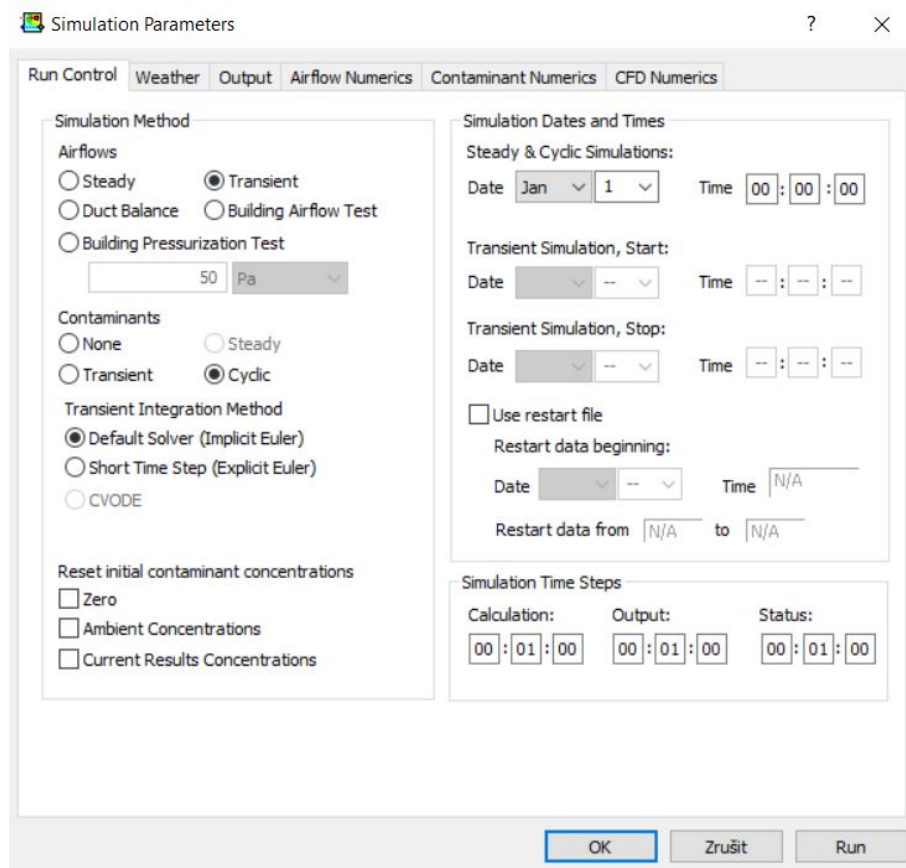 Simulation Parameters ?
Run Control Weather Output Airflow Numerics Contaminant Numerics CFD Numerics
Simulation Method
Airflows
Steady Transient
Duct Balance Building Airflow Test
Building Pressurization Test
50 Pa
Contaminants
None Steady
Transient Cyclic
Transient Integration Method
Default Solver (Implicit Euler)
Short Time Step (Explicit Euler)
CVODE
Reset initial contaminant concentrations
Zero
Ambient Concentrations
Current Results Concentrations
Simulation Dates and Times
Steady & Cyclic Simulations:
Date Jan 1 Time 00 : 00 : 00
Transient Simulation, Start:
Date -- Time -- : -- : --
Transient Simulation, Stop:
Date -- Time -- : -- : --
Use restart file
Restart data beginning:
Date -- Time N/A
Restart data from N/A to N/A
Simulation Time Steps
Calculation: Output: Status:
00 : 01 : 00 00 : 01 : 00 00 : 01 : 00
OK Zrušit Run